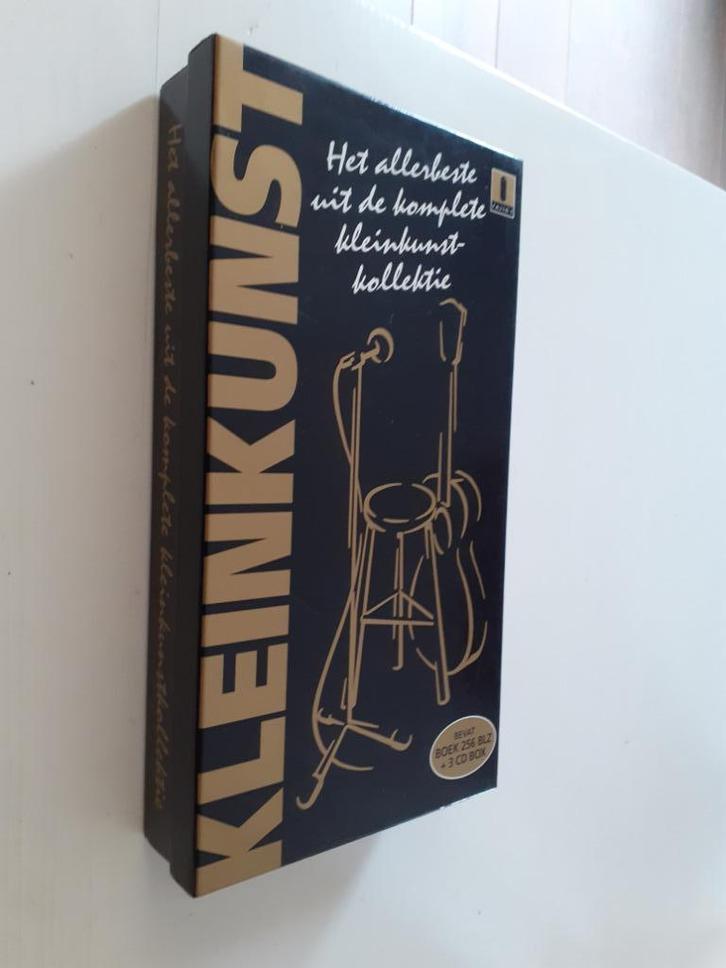 KLEINKUNST
Het allerbeste
uit de komplete
kleinkunst-
kollektie
BEVAT
BOEK 256 BLZ
+ 3 CD BOX
Het allerbeste uit de komplete kleinkunstkollektie